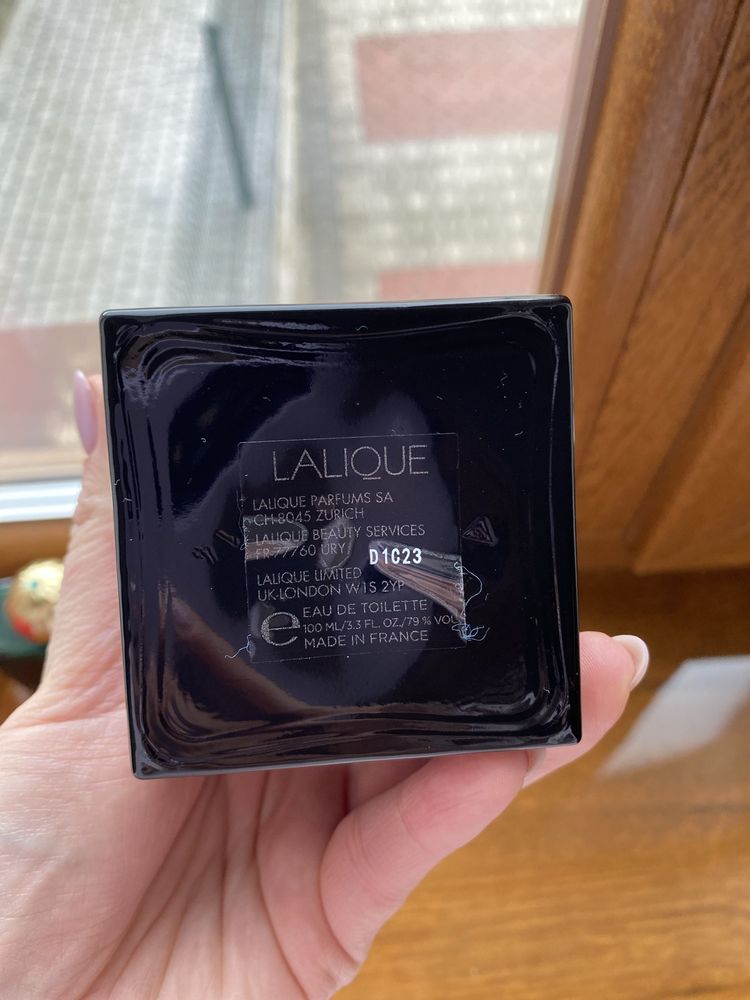 LALIQUE
LALIQUE PARFUMS SA
CH-8045 ZURICH
LALIQUE BEAUTY SERVICES
FR-77760 URY
D1C23
LALIQUE LIMITED
UK-LONDON W1S 2YP
e EAU DE TOILETTE
100 ML/3.3 FL. OZ./79 % VOL
MADE IN FRANCE